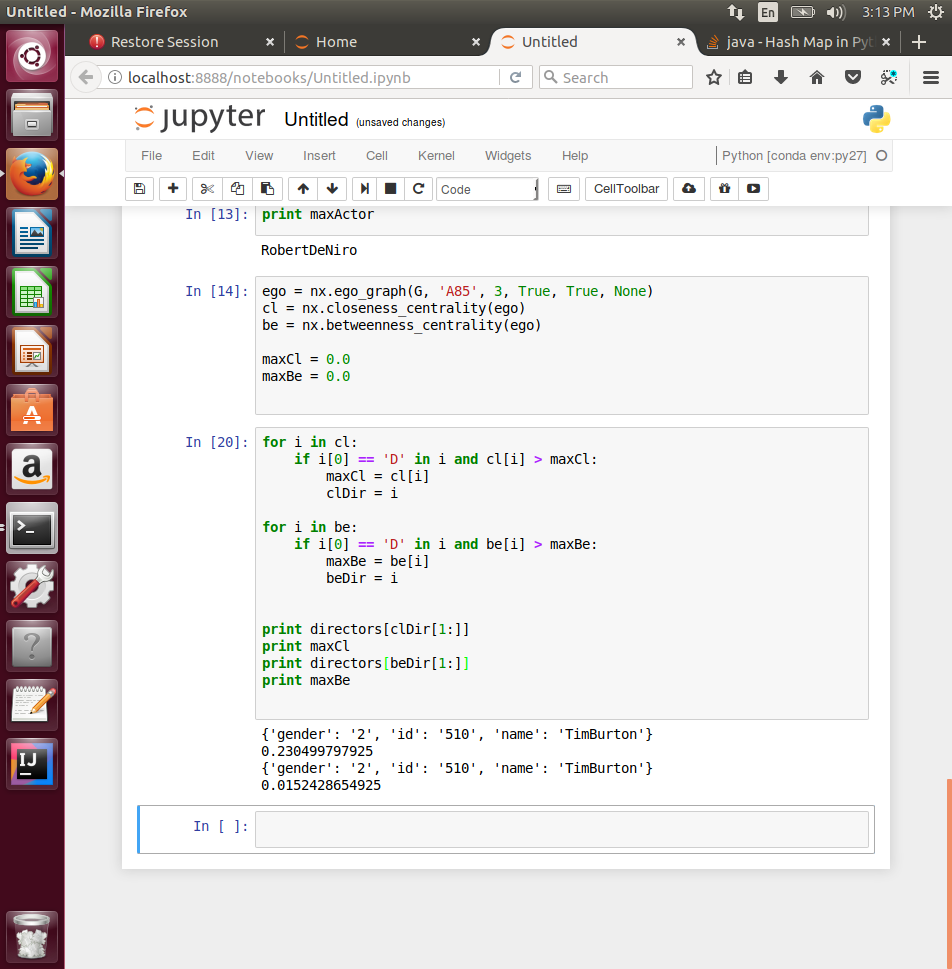 Untitled - Mozilla Firefox
En
3:13 PM
Restore Session
Home
Untitled
java - Hash Map in Pyt
localhost:8888/notebooks/Untitled.ipynb
Search
jupyter
Untitled
(unsaved changes)
File Edit View Insert Cell Kernel Widgets Help
Python [conda env:py27]
Code
CellToolbar
In [13]: print maxActor
RobertDeNiro
In [14]: ego = nx.ego_graph(G, 'A85', 3, True, True, None)
cl = nx.closeness_centrality(ego)
be = nx.betweenness_centrality(ego)
maxCl = 0.0
maxBe = 0.0
In [20]: for i in cl:
    if i[0] == 'D' in i and cl[i] > maxCl:
        maxCl = cl[i]
        clDir = i
for i in be:
    if i[0] == 'D' in i and be[i] > maxBe:
        maxBe = be[i]
        beDir = i
print directors[clDir[1:]]
print maxCl
print directors[beDir[1:]]
print maxBe
{'gender': '2', 'id': '510', 'name': 'TimBurton'}
0.230499797925
{'gender': '2', 'id': '510', 'name': 'TimBurton'}
0.0152428654925
In [ ]:
A
a
>_
?
IJ